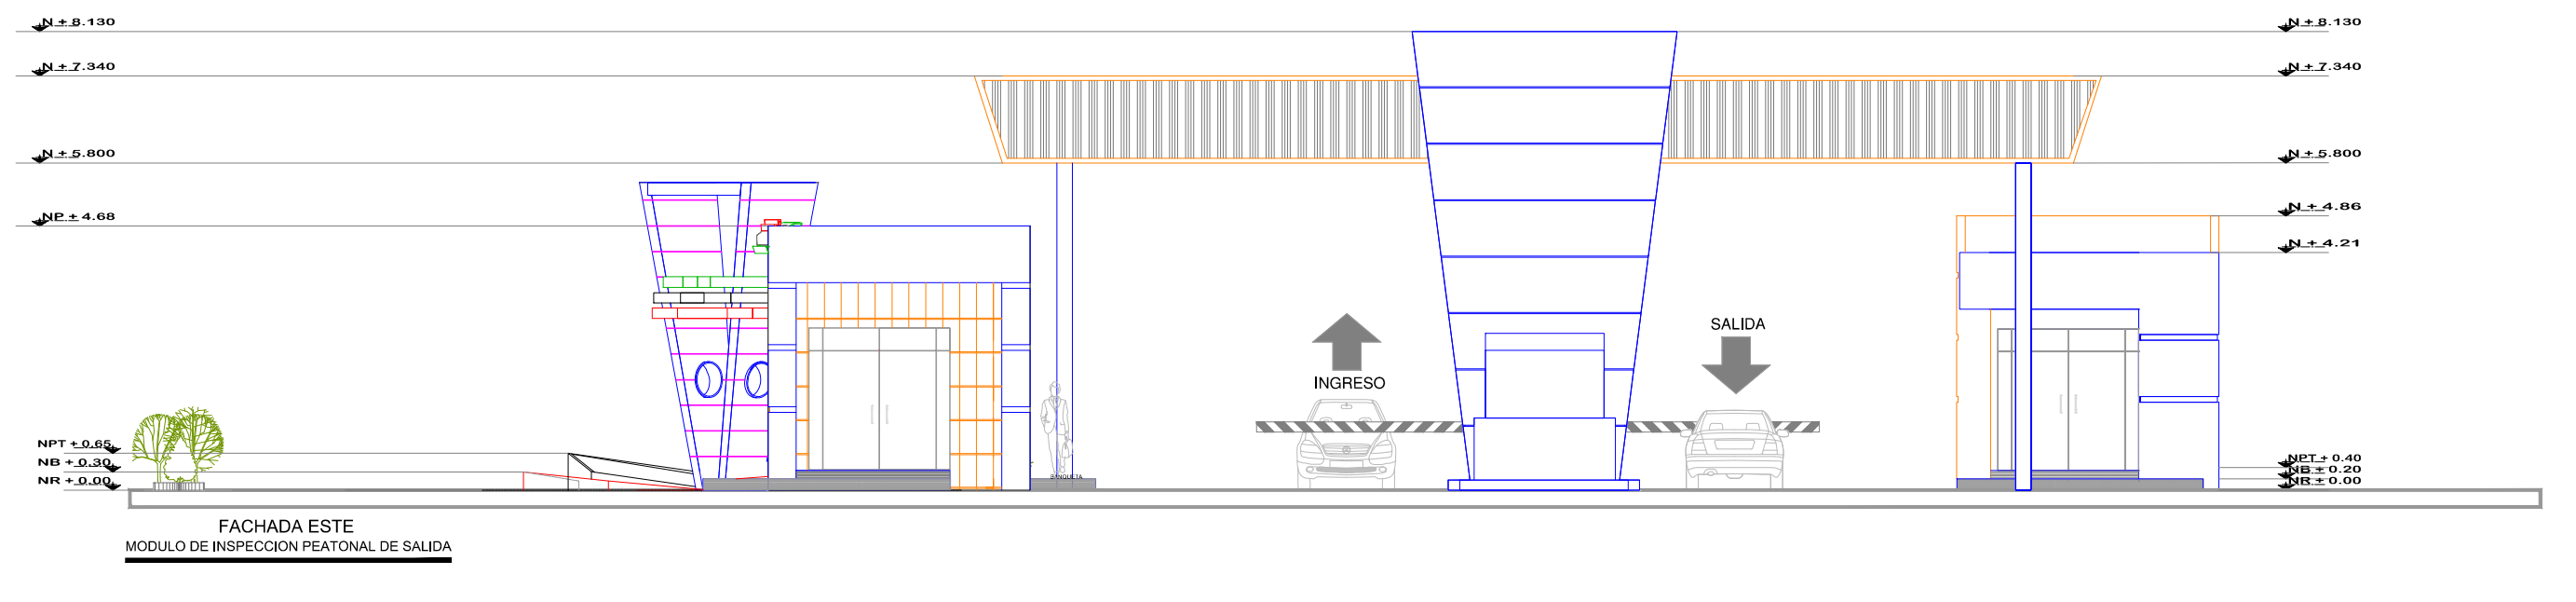 N + 8.130
N + 8.130
N + 7.340
N + 7.340
N + 5.800
N + 5.800
NP + 4.68
N + 4.86
N + 4.21
SALIDA
INGRESO
NPT + 0.65
NB + 0.30
NR + 0.00
BANQUETA
NPT + 0.40
NB + 0.20
NR + 0.00
FACHADA ESTE
MODULO DE INSPECCION PEATONAL DE SALIDA